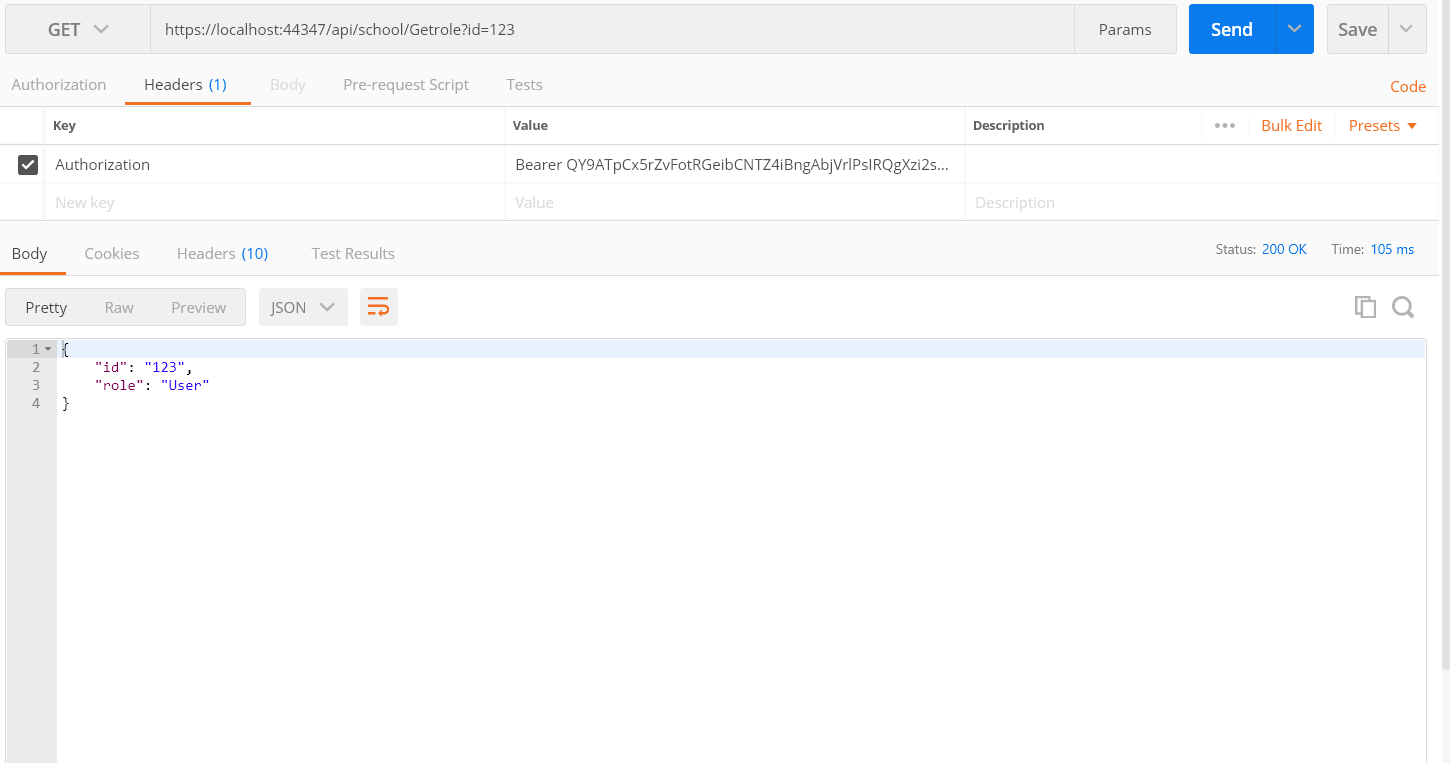 GET https://localhost:44347/api/school/Getrole?id=123 Params Send Save
Authorization Headers (1) Body Pre-request Script Tests Code
Key Value Description ••• Bulk Edit Presets
Authorization Bearer QY9ATpCx5rZvFotRGeibCNTZ4iBngAbjVrlPsIRQgXzi2s...
New key Value Description
Body Cookies Headers (10) Test Results Status: 200 OK Time: 105 ms
Pretty Raw Preview JSON
1 {
2 "id": "123",
3 "role": "User"
4 }